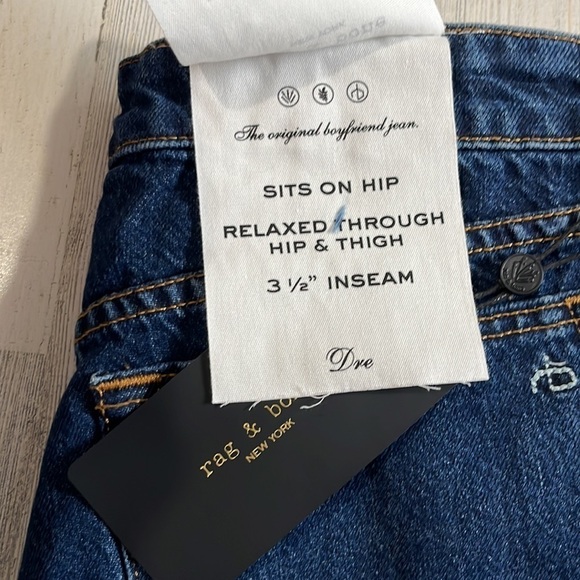 The original boyfriend jean.
SITS ON HIP
RELAXED THROUGH
HIP & THIGH
3 1/2" INSEAM
Dre
rag & bo
NEW YORK